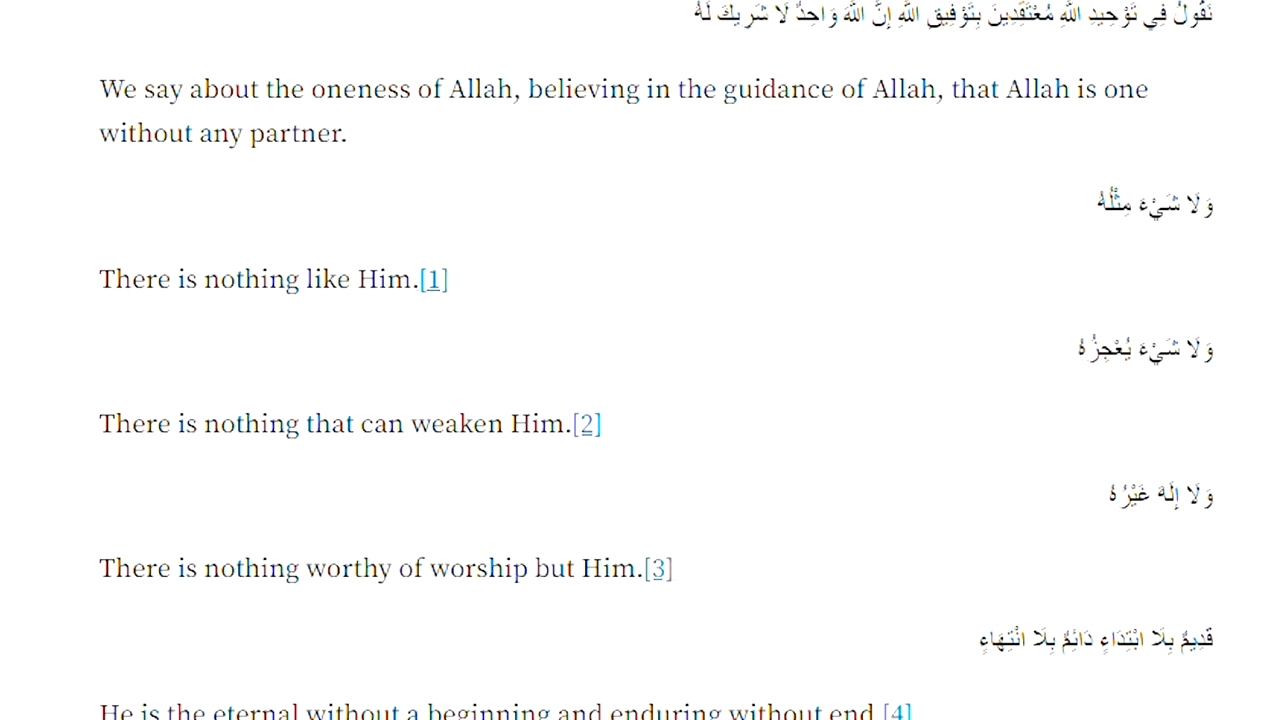 نَقُولُ فِي تَوْحِيدِ اللَّهِ مُعْتَقِدِينَ بِتَوْفِيقِ اللَّهِ إِنَّ اللَّهَ وَاحِدٌ لَا شَرِيكَ لَهُ
We say about the oneness of Allah, believing in the guidance of Allah, that Allah is one
without any partner.
وَلَا شَيْءَ مِثْلُهُ
There is nothing like Him.[1]
وَلَا شَيْءَ يُعْجِزُهُ
There is nothing that can weaken Him.[2]
وَلَا إِلَهَ غَيْرُهُ
There is nothing worthy of worship but Him.[3]
قَدِيمٌ بِلَا ابْتِدَاءٍ دَائِمٌ بِلَا انْتِهَاءٍ
He is the eternal without a beginning and enduring without end.[4]